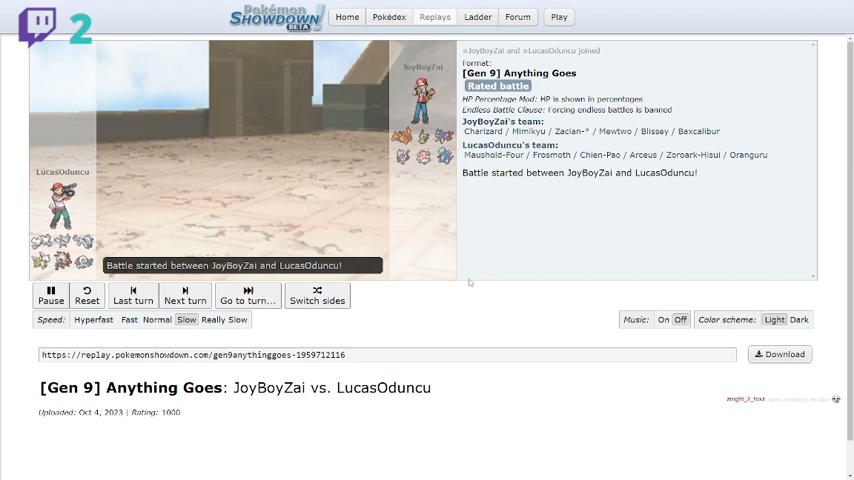 2
Pokémon
SHOWDOWN!
BETA
Home Pokédex Replays Ladder Forum Play
JoyBoyZai
LucasOduncu
Battle started between JoyBoyZai and LucasOduncu!
☆JoyBoyZai and ☆LucasOduncu joined
Format:
[Gen 9] Anything Goes
Rated battle
HP Percentage Mod: HP is shown in percentages
Endless Battle Clause: Forcing endless battles is banned
JoyBoyZai's team:
Charizard / Mimikyu / Zacian-* / Mewtwo / Blissey / Baxcalibur
LucasOduncu's team:
Maushold-Four / Frosmoth / Chien-Pao / Arceus / Zoroark-Hisui / Oranguru
Battle started between JoyBoyZai and LucasOduncu!
Pause Reset Last turn Next turn Go to turn... Switch sides
Speed: Hyperfast Fast Normal Slow Really Slow
Music: On Off Color scheme: Light Dark
https://replay.pokemonshowdown.com/gen9anythinggoes-1959712116
Download
[Gen 9] Anything Goes: JoyBoyZai vs. LucasOduncu
Uploaded: Oct 4, 2023 | Rating: 1000